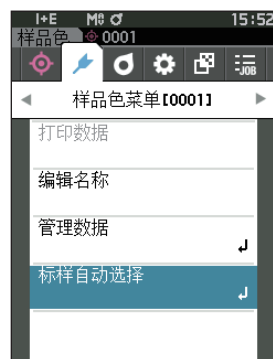 I+E M0 15:52
样品色 0001
JOB
样品色菜单[0001]
打印数据
编辑名称
管理数据
标样自动选择